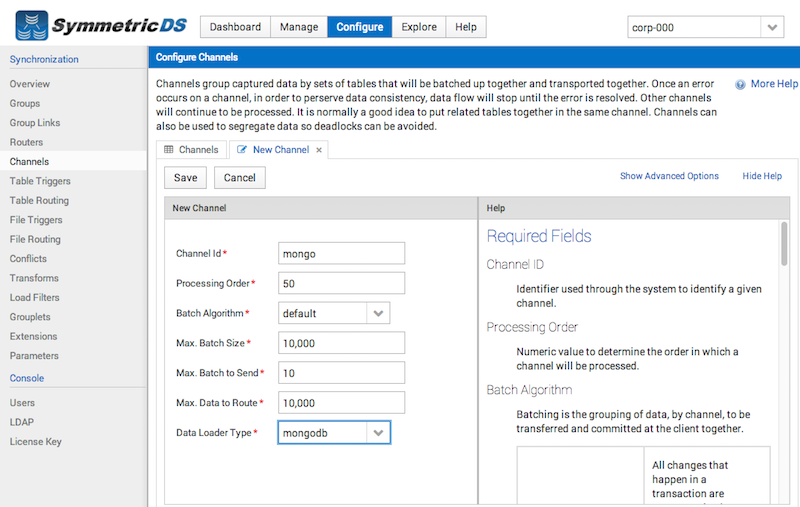 SymmetricDS
Dashboard Manage Configure Explore Help
corp-000
Synchronization
Overview
Groups
Group Links
Routers
Channels
Table Triggers
Table Routing
File Triggers
File Routing
Conflicts
Transforms
Load Filters
Grouplets
Extensions
Parameters
Console
Users
LDAP
License Key
Configure Channels
Channels group captured data by sets of tables that will be batched up together and transported together. Once an error
occurs on a channel, in order to perserve data consistency, data flow will stop until the error is resolved. Other channels
will continue to be processed. It is normally a good idea to put related tables together in the same channel. Channels can
also be used to segregate data so deadlocks can be avoided.
More Help
Channels New Channel ×
Save Cancel
Show Advanced Options Hide Help
New Channel
Channel Id* mongo
Processing Order* 50
Batch Algorithm* default
Max. Batch Size* 10,000
Max. Batch to Send* 10
Max. Data to Route* 10,000
Data Loader Type* mongodb
Help
Required Fields
Channel ID
Identifier used through the system to identify a given
channel.
Processing Order
Numeric value to determine the order in which a
channel will be processed.
Batch Algorithm
Batching is the grouping of data, by channel, to be
transferred and committed at the client together.
All changes that
happen in a
transaction are